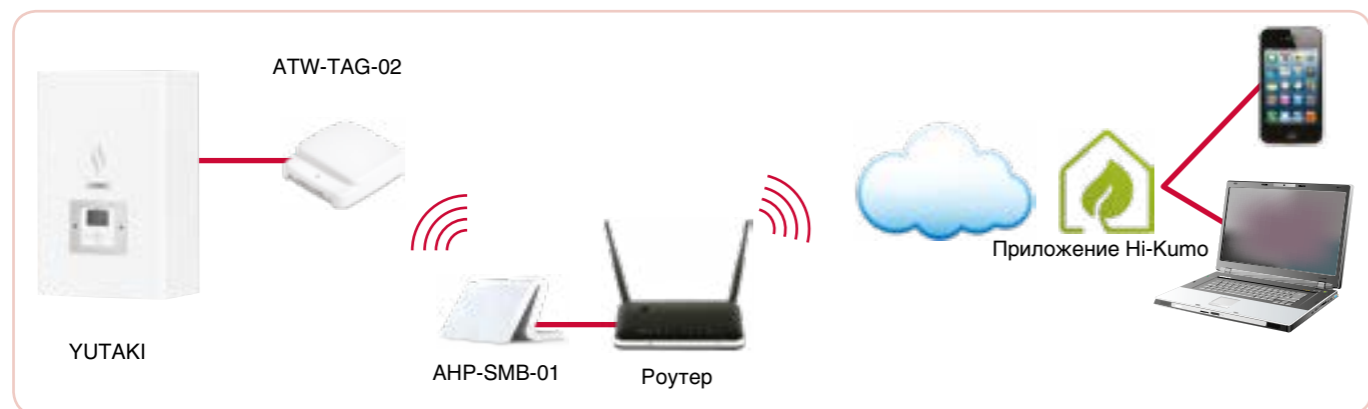 ATW-TAG-02
YUTAKI
AHP-SMB-01
Роутер
Приложение Hi-Kumo